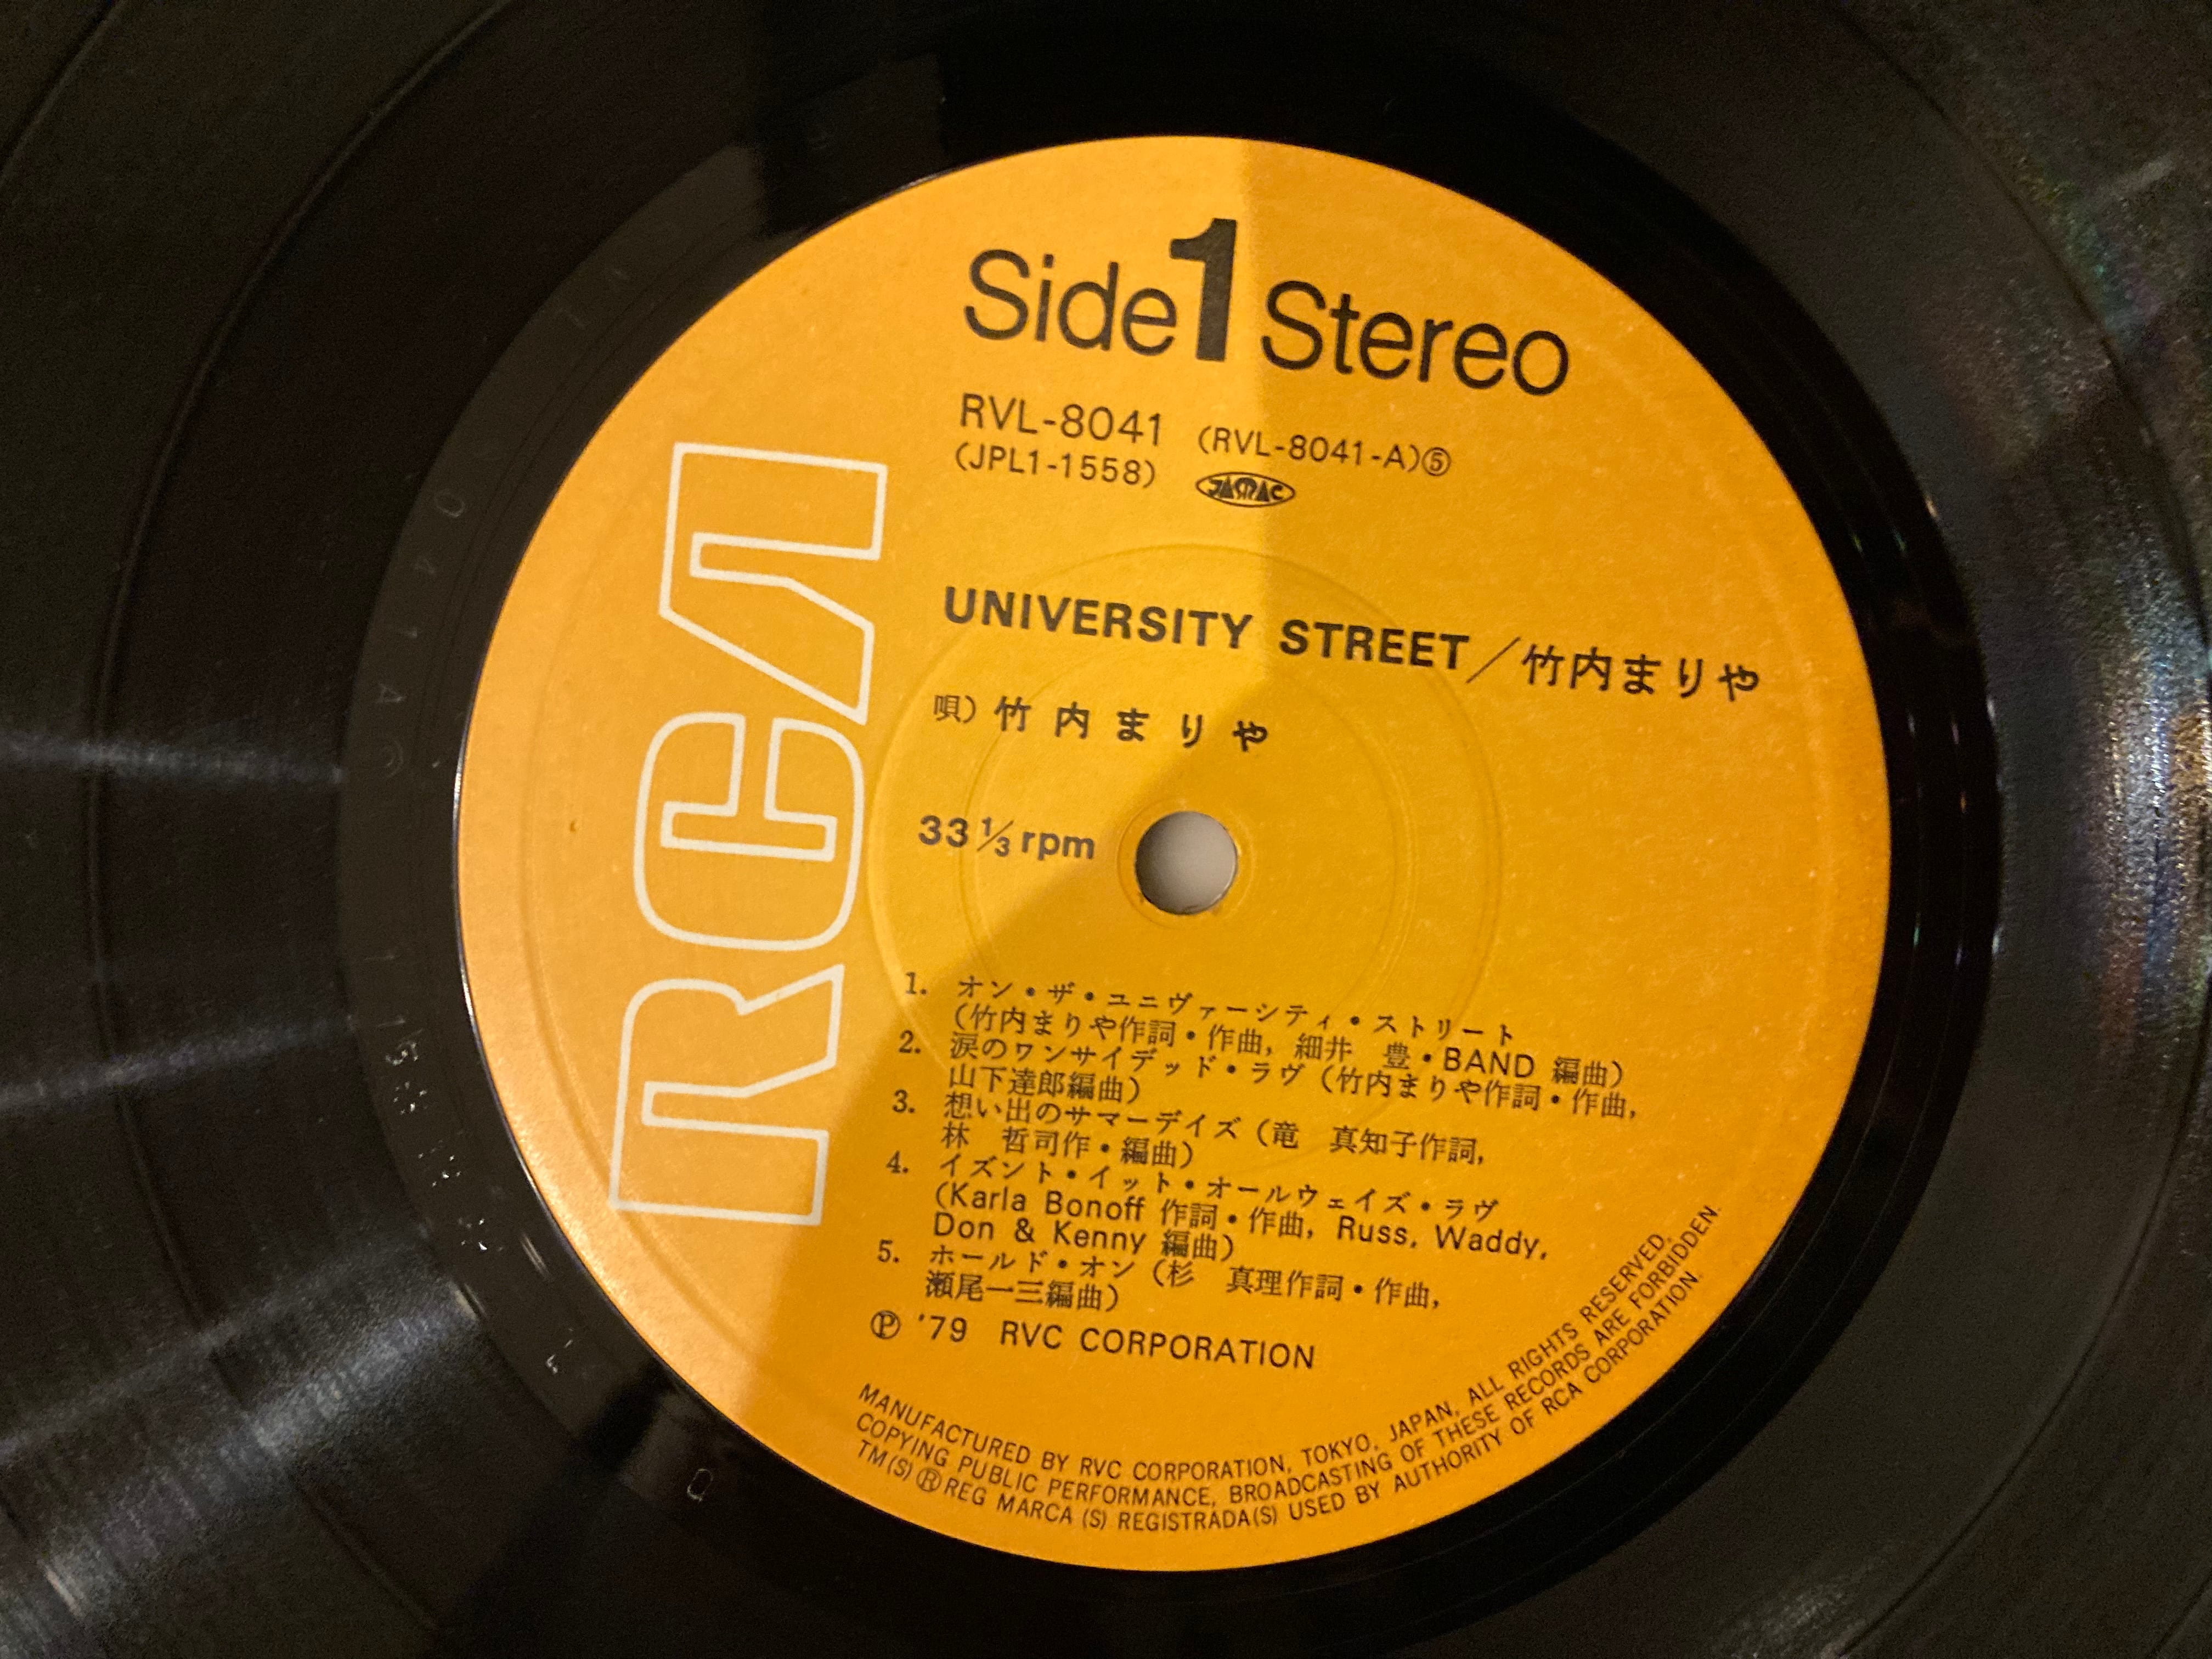 Side 1 Stereo
RVL-8041 (RVL-8041-A)⑤
(JPL1-1558) JASRAC
RCA
UNIVERSITY STREET／竹内まりや
唄）竹内まりや
33 1/3 rpm
1. オン・ザ・ユニヴァーシティ・ストリート
(竹内まりや作詞・作曲, 細井 豊・BAND 編曲)
2. 涙のワンサイデッド・ラヴ (竹内まりや作詞・作曲,
山下達郎編曲)
3. 想い出のサマーデイズ (竜 真知子作詞,
林 哲司作・編曲)
4. イズント・イット・オールウェイズ・ラヴ
(Karla Bonoff 作詞・作曲, Russ, Waddy,
Don & Kenny 編曲)
5. ホールド・オン (杉 真理作詞・作曲,
瀬尾一三編曲)
Ⓟ '79 RVC CORPORATION
MANUFACTURED BY RVC CORPORATION, TOKYO, JAPAN, ALL RIGHTS RESERVED,
COPYING PUBLIC PERFORMANCE, BROADCASTING OF THESE RECORDS ARE FORBIDDEN.
TM(S) Ⓡ REG MARCA (S) REGISTRADA(S) USED BY AUTHORITY OF RCA CORPORATION.